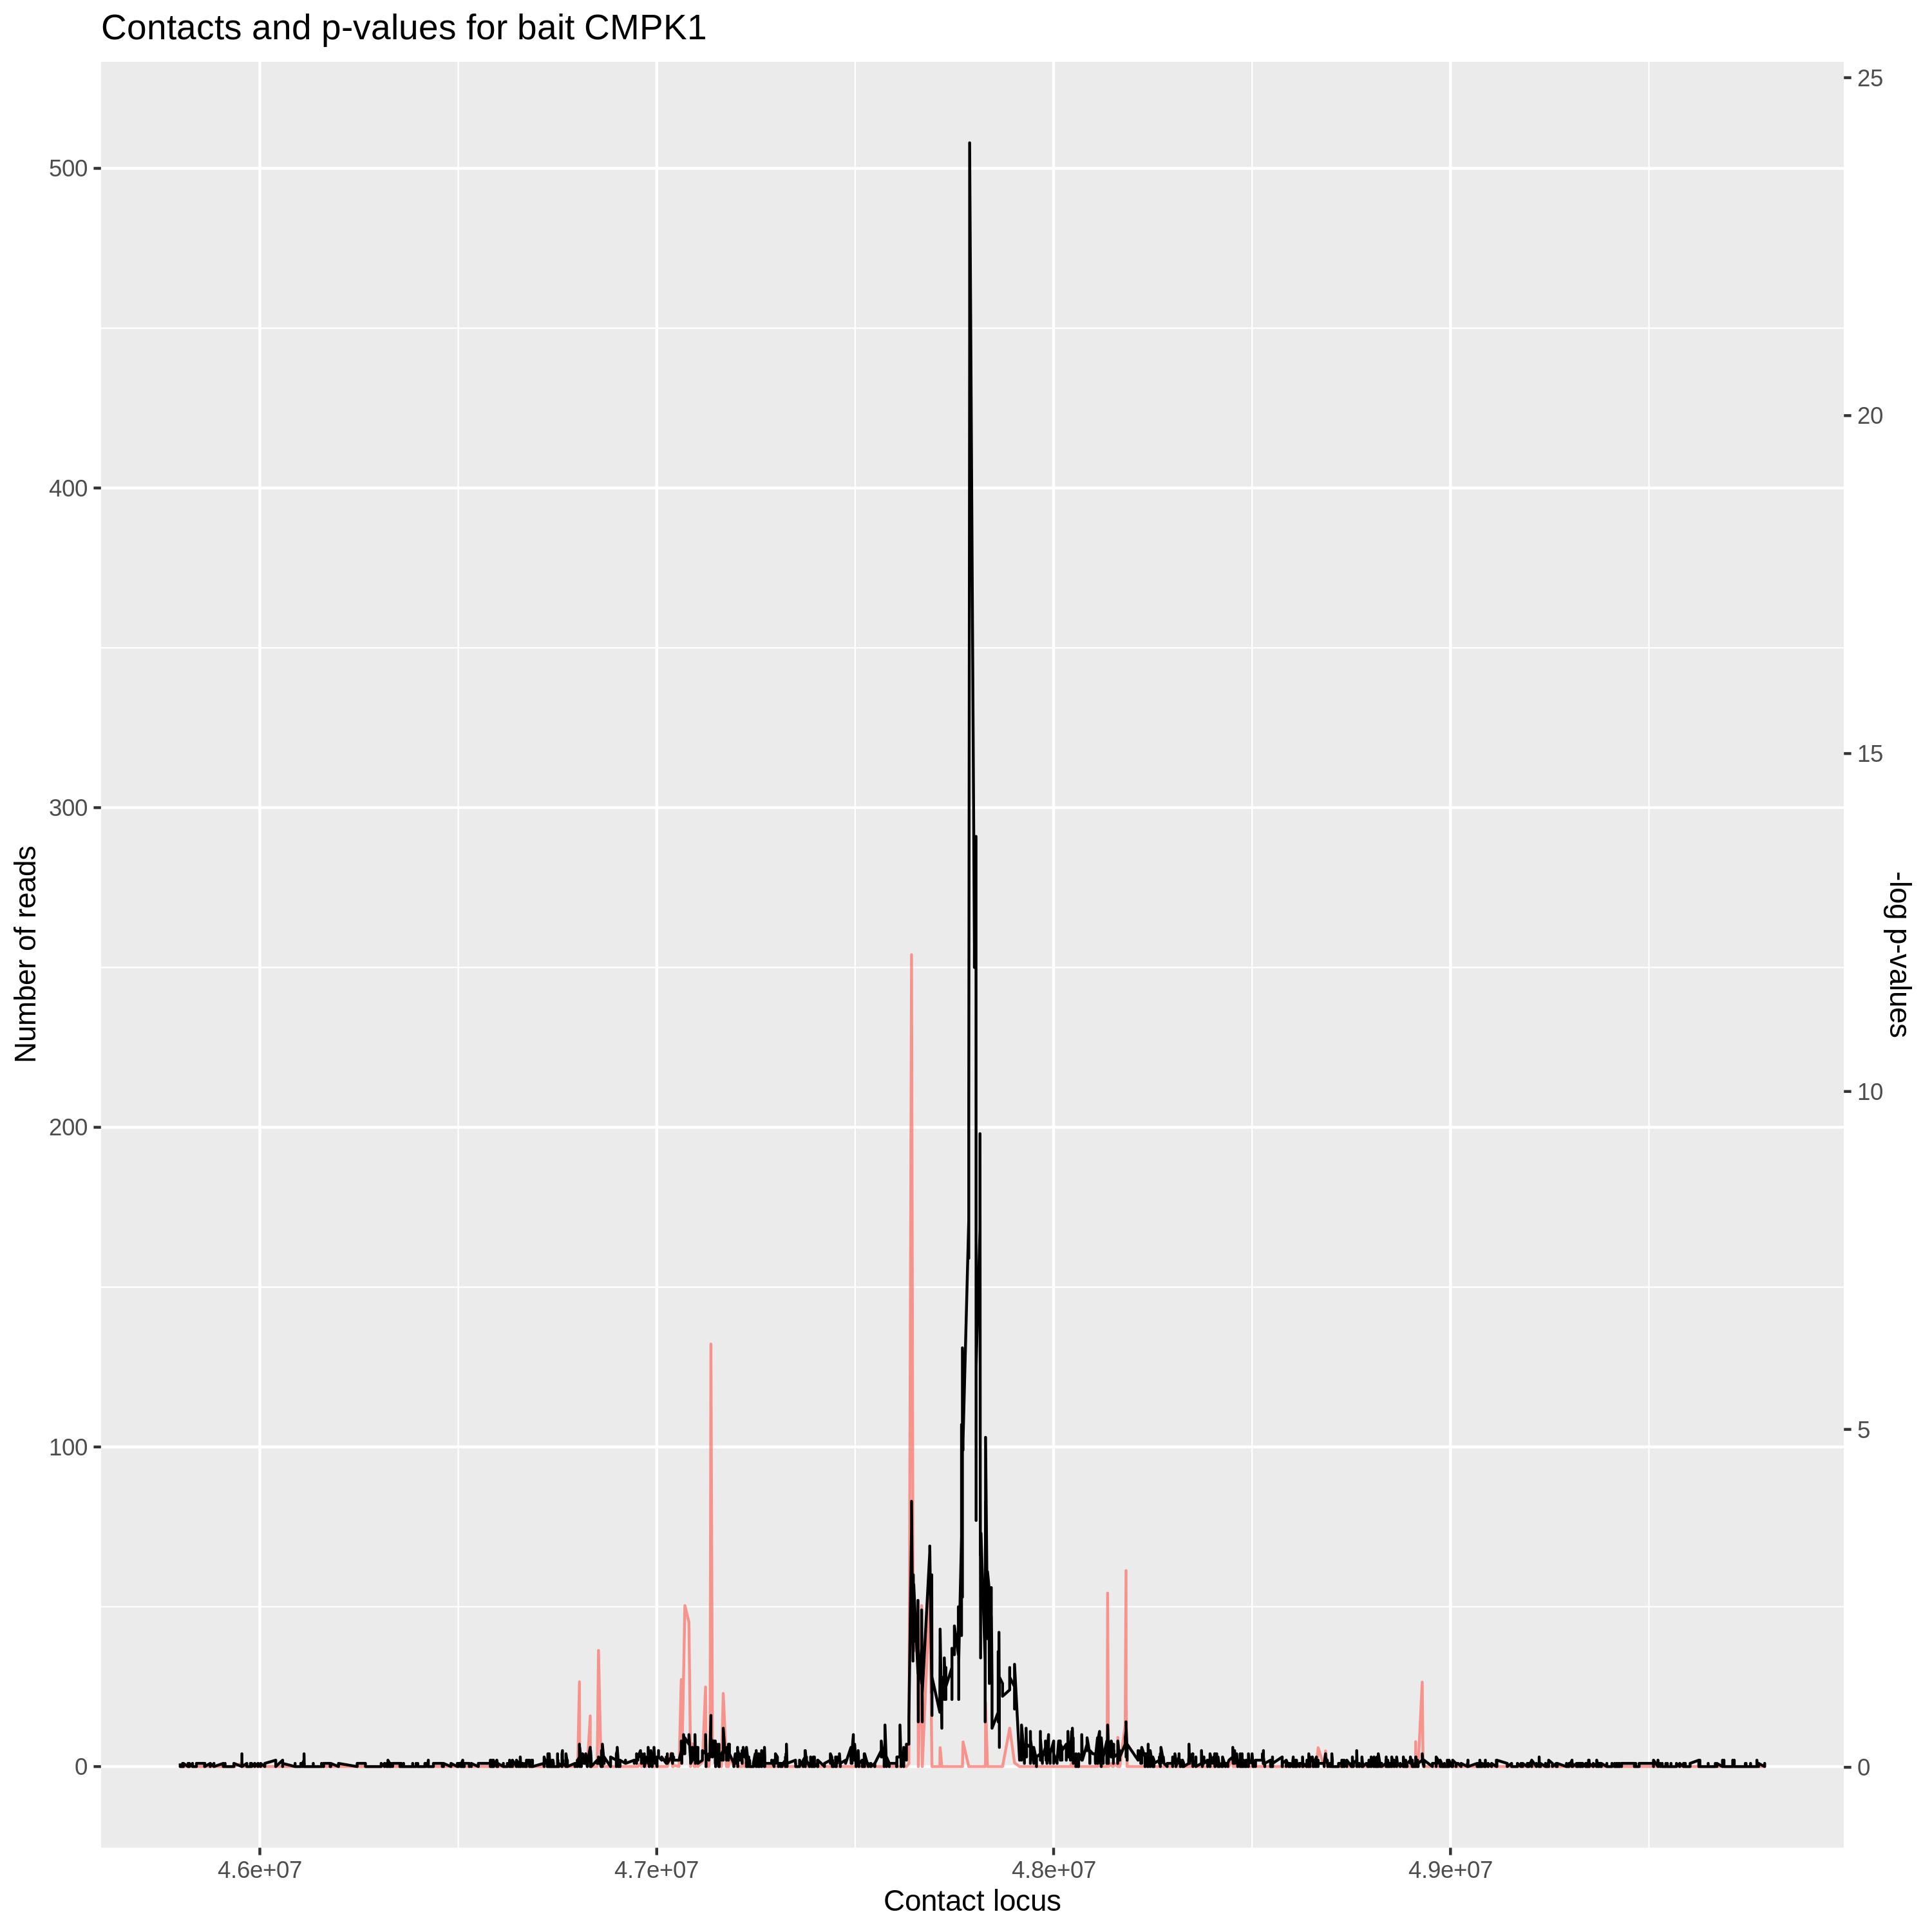 Contacts and p-values for bait CMPK1
Number of reads
500
400
300
200
100
0
25
20
15
10
5
0
-log p-values
4.6e+07
4.7e+07
4.8e+07
4.9e+07
Contact locus